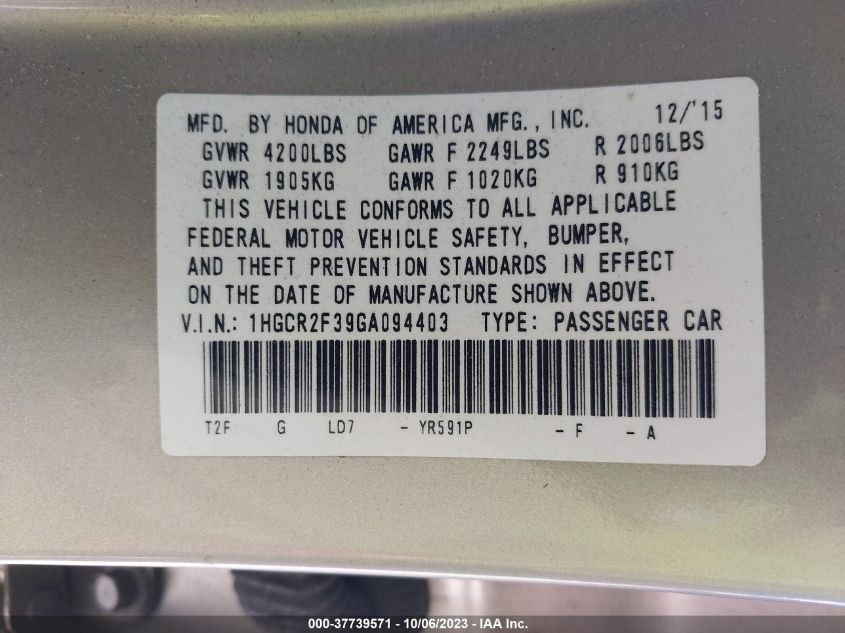 MFD. BY HONDA OF AMERICA MFG., INC. 12/'15
GVWR 4200LBS GAWR F 2249LBS R 2006LBS
GVWR 1905KG GAWR F 1020KG R 910KG
THIS VEHICLE CONFORMS TO ALL APPLICABLE
FEDERAL MOTOR VEHICLE SAFETY, BUMPER,
AND THEFT PREVENTION STANDARDS IN EFFECT
ON THE DATE OF MANUFACTURE SHOWN ABOVE.
V.I.N.: 1HGCR2F39GA094403 TYPE: PASSENGER CAR
T2F G LD7 - YR591P - F - A
000-37739571 - 10/06/2023 - IAA Inc.